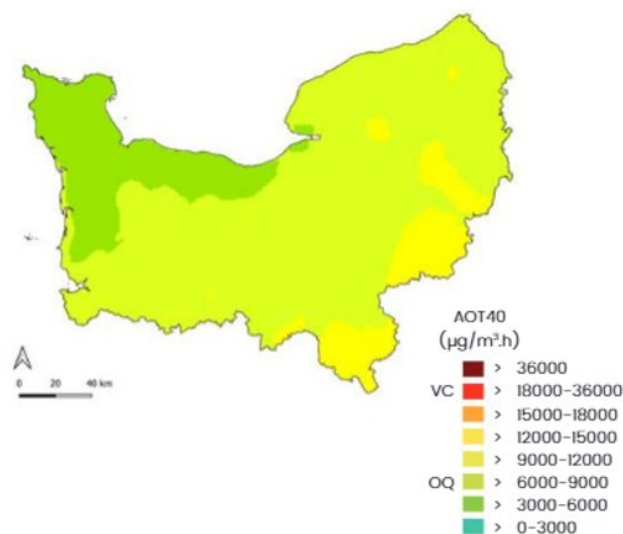 0 20 40 km
AOT40
(µg/m³.h)
> 36000
VC > 18000-36000
> 15000-18000
> 12000-15000
> 9000-12000
OQ > 6000-9000
> 3000-6000
> 0-3000